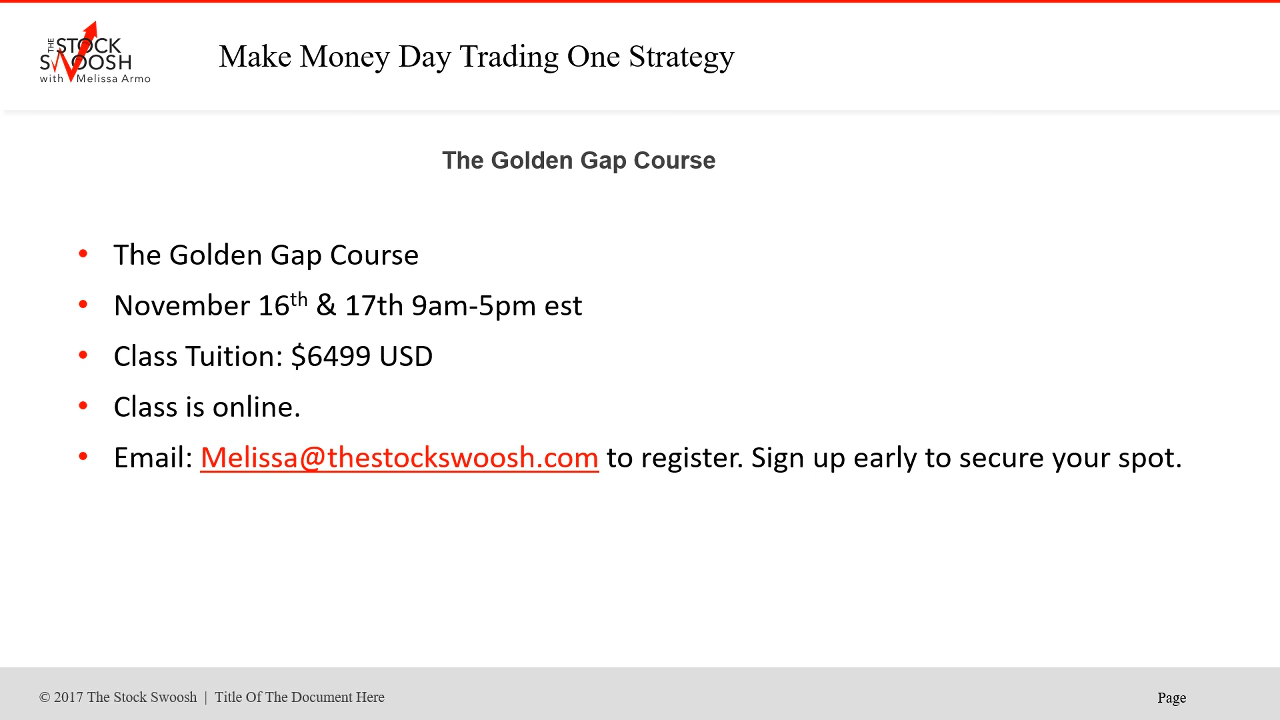 THE STOCK
SWOOSH
with Melissa Armo
Make Money Day Trading One Strategy
The Golden Gap Course
• The Golden Gap Course
• November 16th & 17th 9am-5pm est
• Class Tuition: $6499 USD
• Class is online.
• Email: Melissa@thestockswoosh.com to register. Sign up early to secure your spot.
© 2017 The Stock Swoosh | Title Of The Document Here
Page